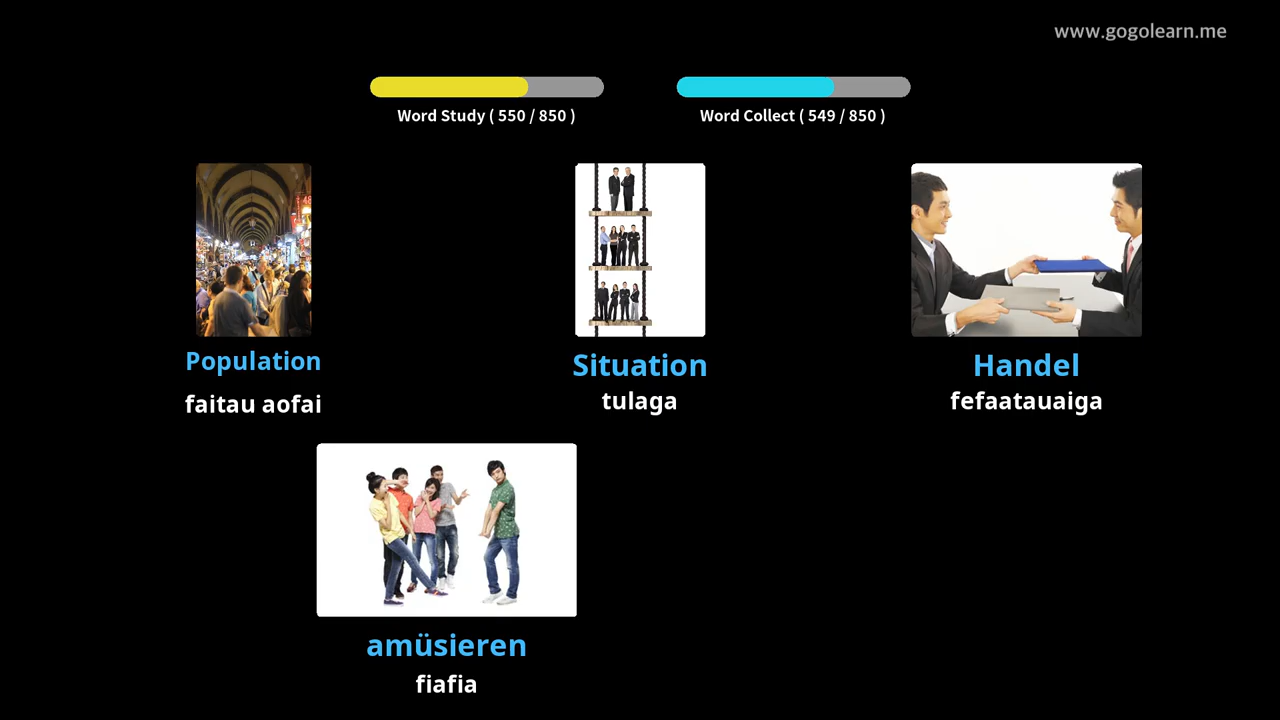 www.gogolearn.me
Word Study ( 550 / 850 )
Word Collect ( 549 / 850 )
Population
faitau aofai
Situation
tulaga
Handel
fefaatauaiga
amüsieren
fiafia